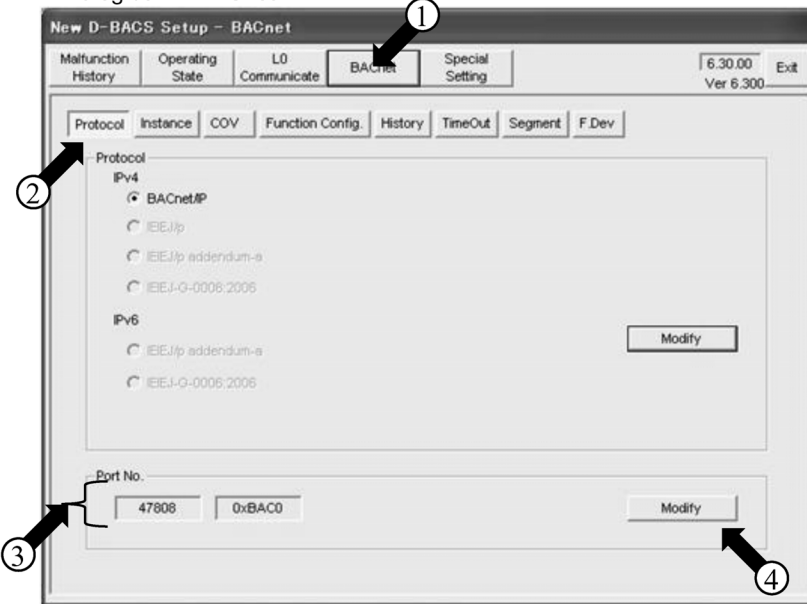 New D-BACS Setup - BACnet
Malfunction History
Operating State
L0 Communicate
BACnet
Special Setting
6.30.00
Exit
Ver 6.300
Protocol Instance COV Function Config. History TimeOut Segment F.Dev
Protocol
IPv4
BACnet/IP
IEIEJ/p
IEIEJ/p addendum-a
IEIEJ-G-0006:2006
IPv6
Modify
IEIEJ/p addendum-a
IEIEJ-G-0006:2006
Port No.
47808 0xBAC0 Modify
1
2
3
4